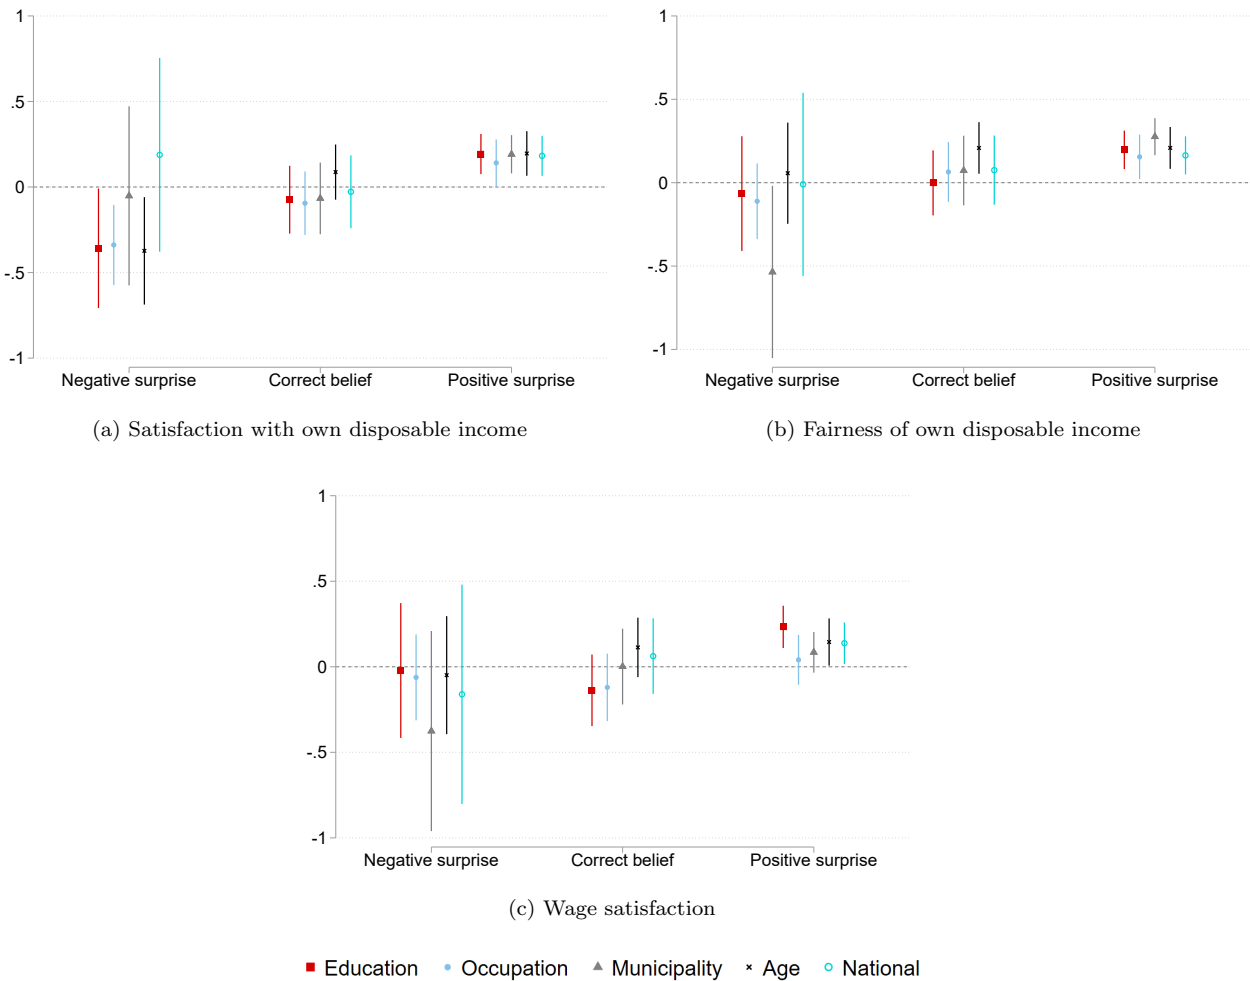 1
.5
0
-.5
-1
Negative surprise Correct belief Positive surprise
(a) Satisfaction with own disposable income
1
.5
0
-.5
-1
Negative surprise Correct belief Positive surprise
(b) Fairness of own disposable income
1
.5
0
-.5
-1
Negative surprise Correct belief Positive surprise
(c) Wage satisfaction
Education Occupation Municipality Age National